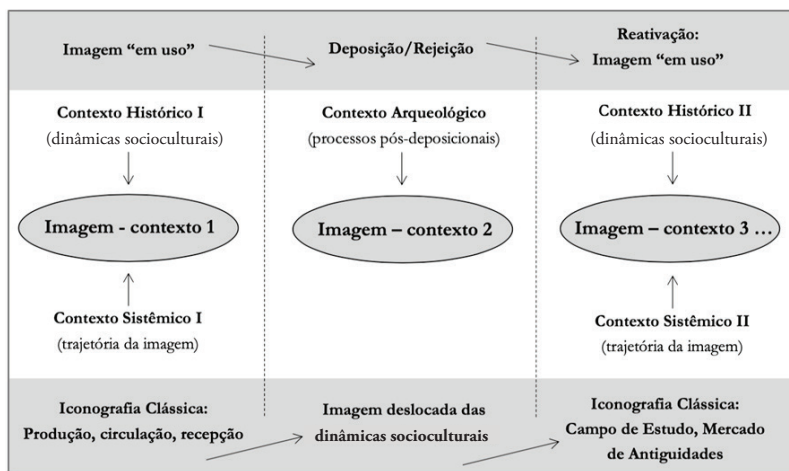 Imagem “em uso”
Deposição/Rejeição
Reativação:
Imagem “em uso”
Contexto Histórico I
(dinâmicas socioculturais)
Contexto Arqueológico
(processos pós-deposicionais)
Contexto Histórico II
(dinâmicas socioculturais)
Imagem - contexto 1
Imagem – contexto 2
Imagem – contexto 3 ...
Contexto Sistêmico I
(trajetória da imagem)
Contexto Sistêmico II
(trajetória da imagem)
Iconografia Clássica:
Produção, circulação, recepção
Imagem deslocada das
dinâmicas socioculturais
Iconografia Clássica:
Campo de Estudo, Mercado
de Antiguidades